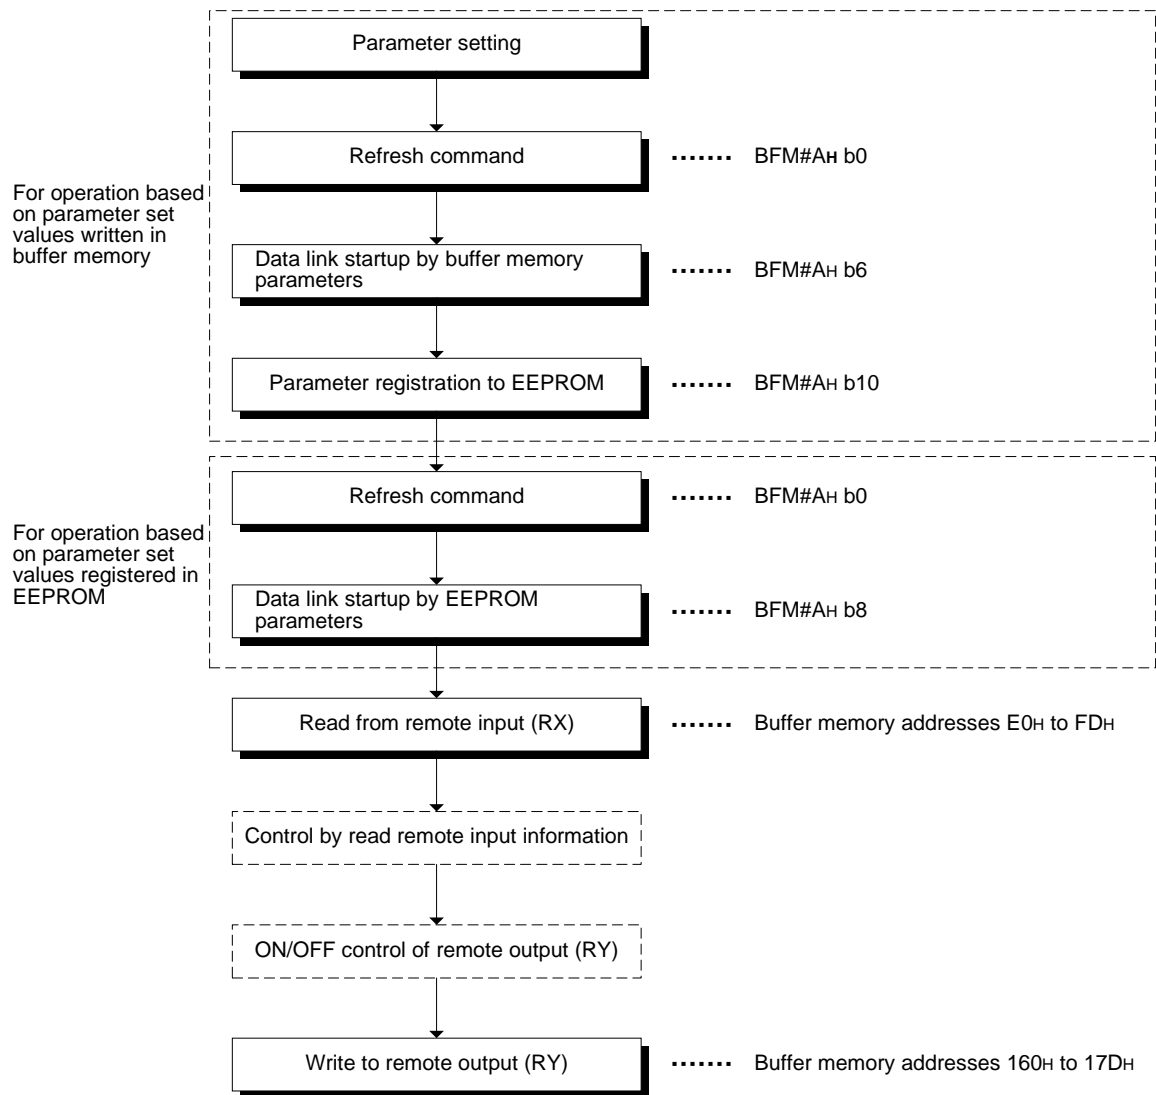 Parameter setting
Refresh command ······· BFM#AH b0
For operation based
on parameter set
values written in
buffer memory
Data link startup by buffer memory
parameters
······· BFM#AH b6
Parameter registration to EEPROM ······· BFM#AH b10
Refresh command ······· BFM#AH b0
For operation based
on parameter set
values registered in
EEPROM
Data link startup by EEPROM
parameters
······· BFM#AH b8
Read from remote input (RX) ······· Buffer memory addresses E0H to FDH
Control by read remote input information
ON/OFF control of remote output (RY)
Write to remote output (RY) ······· Buffer memory addresses 160H to 17DH